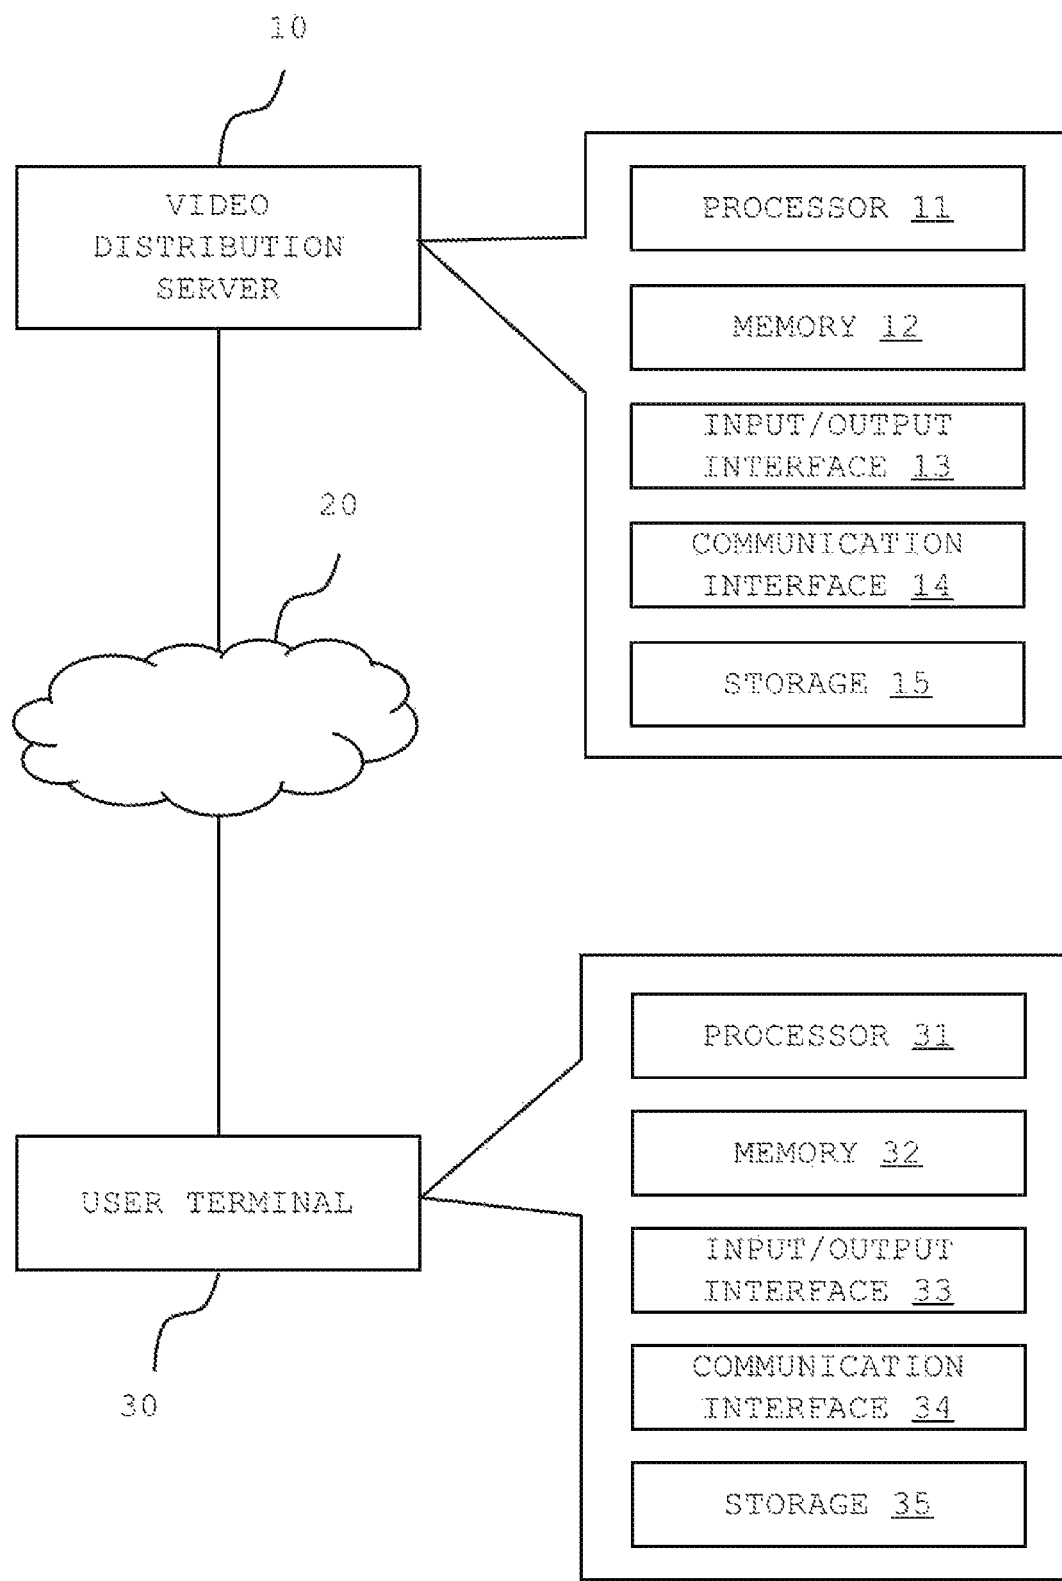 10
VIDEO
DISTRIBUTION
SERVER
PROCESSOR 11
MEMORY 12
INPUT/OUTPUT
INTERFACE 13
COMMUNICATION
INTERFACE 14
STORAGE 15
20
USER TERMINAL
30
PROCESSOR 31
MEMORY 32
INPUT/OUTPUT
INTERFACE 33
COMMUNICATION
INTERFACE 34
STORAGE 35